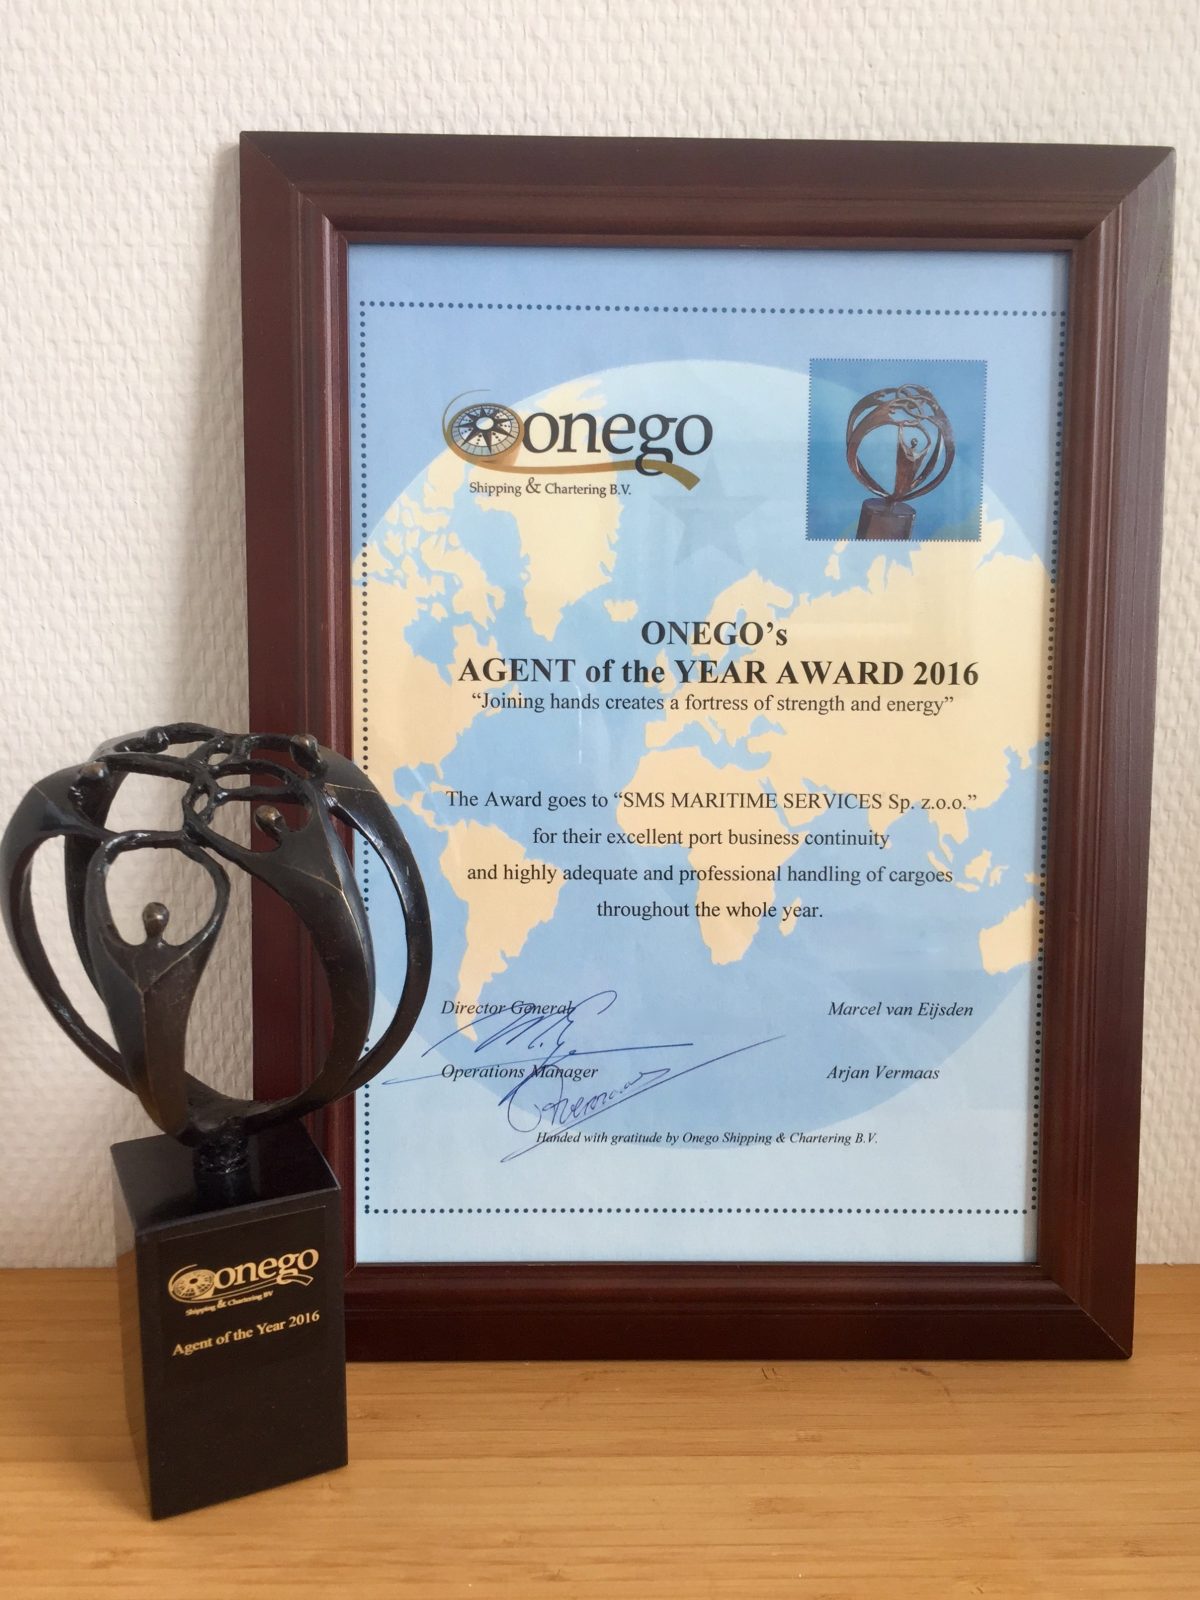 onego
Shipping & Chartering B.V.
ONEGO’s
AGENT of the YEAR AWARD 2016
“Joining hands creates a fortress of strength and energy”
The Award goes to “SMS MARITIME SERVICES Sp. z.o.o.”
for their excellent port business continuity
and highly adequate and professional handling of cargoes
throughout the whole year.
Director General Marcel van Eijsden
Operations Manager Arjan Vermaas
Handed with gratitude by Onego Shipping & Chartering B.V.
onego
Shipping & Chartering BV
Agent of the Year 2016